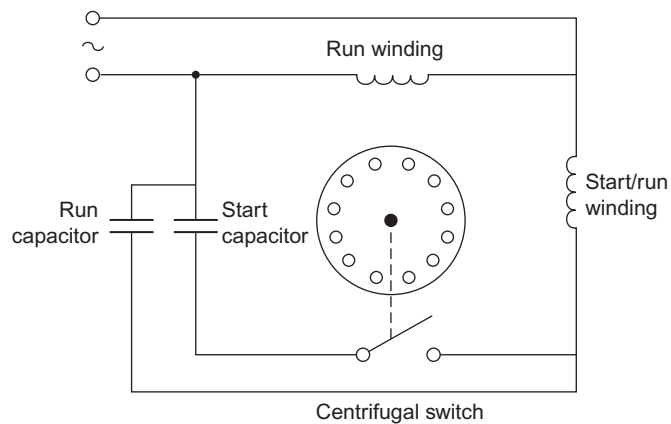 Run winding
Start/run
winding
Run
capacitor
Start
capacitor
Centrifugal switch